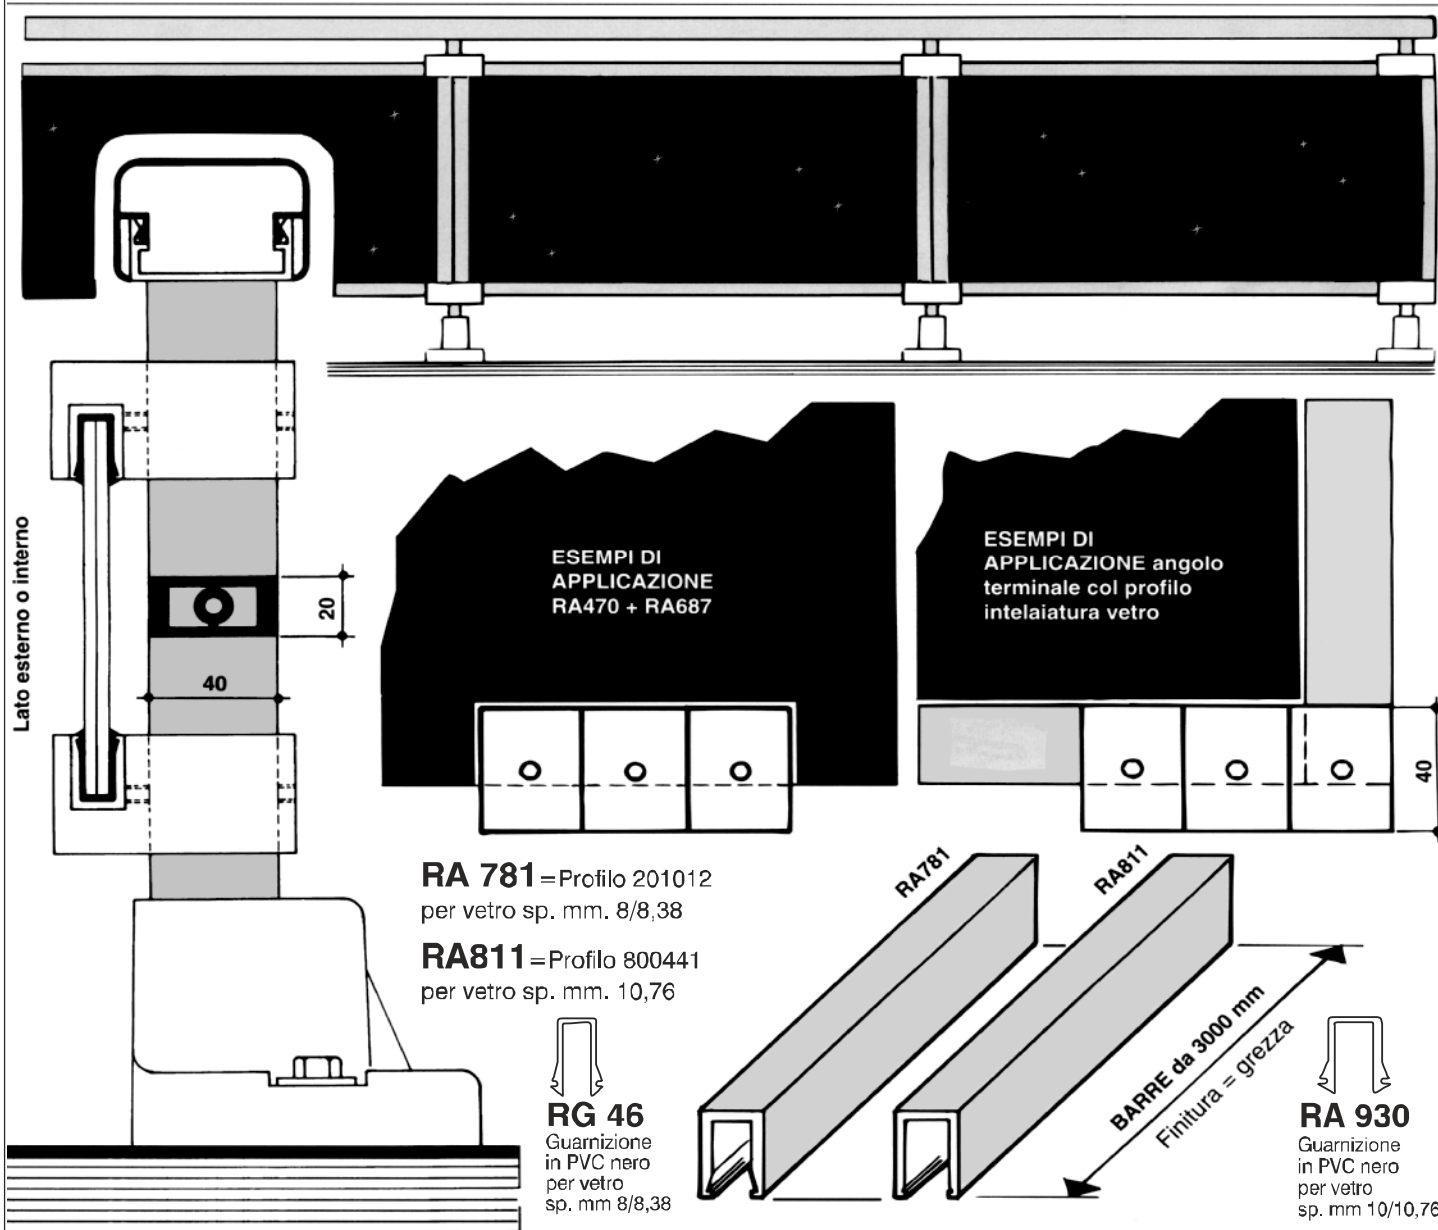 Lato esterno o interno
20
40
ESEMPI DI
APPLICAZIONE
RA470 + RA687
ESEMPI DI
APPLICAZIONE angolo
terminale col profilo
intelaiatura vetro
40
RA 781=Profilo 201012
per vetro sp. mm. 8/8,38
RA811=Profilo 800441
per vetro sp. mm. 10,76
RA781
RA811
BARRE da 3000 mm
Finitura = grezza
RG 46
Guarnizione
in PVC nero
per vetro
sp. mm 8/8,38
RA 930
Guarnizione
in PVC nero
per vetro
sp. mm 10/10,76